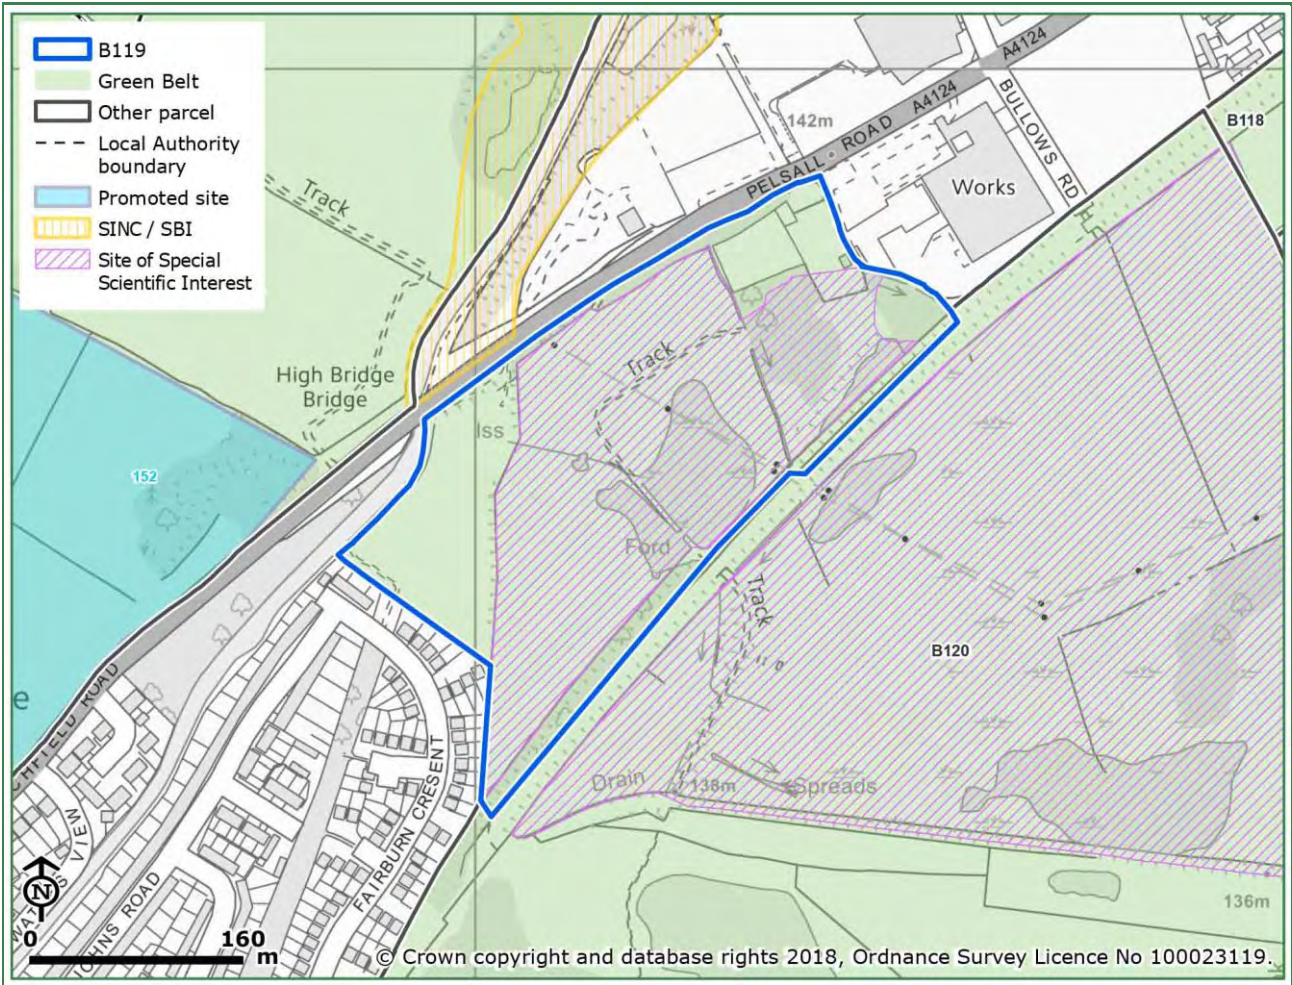 B119
Green Belt
Other parcel
Local Authority
boundary
Promoted site
SINC / SBI
Site of Special
Scientific Interest
A4124
A4124
BULLOWS RD
B118
142m
PELSALL ROAD
Works
Track
Track
High Bridge
Bridge
Iss
152
Ford
Track
B120
e
Drain
138m
Spreads
VIEW
FAIRBURN CRESENT
JOHNS ROAD
136m
N
0 160
m
© Crown copyright and database rights 2018, Ordnance Survey Licence No 100023119.